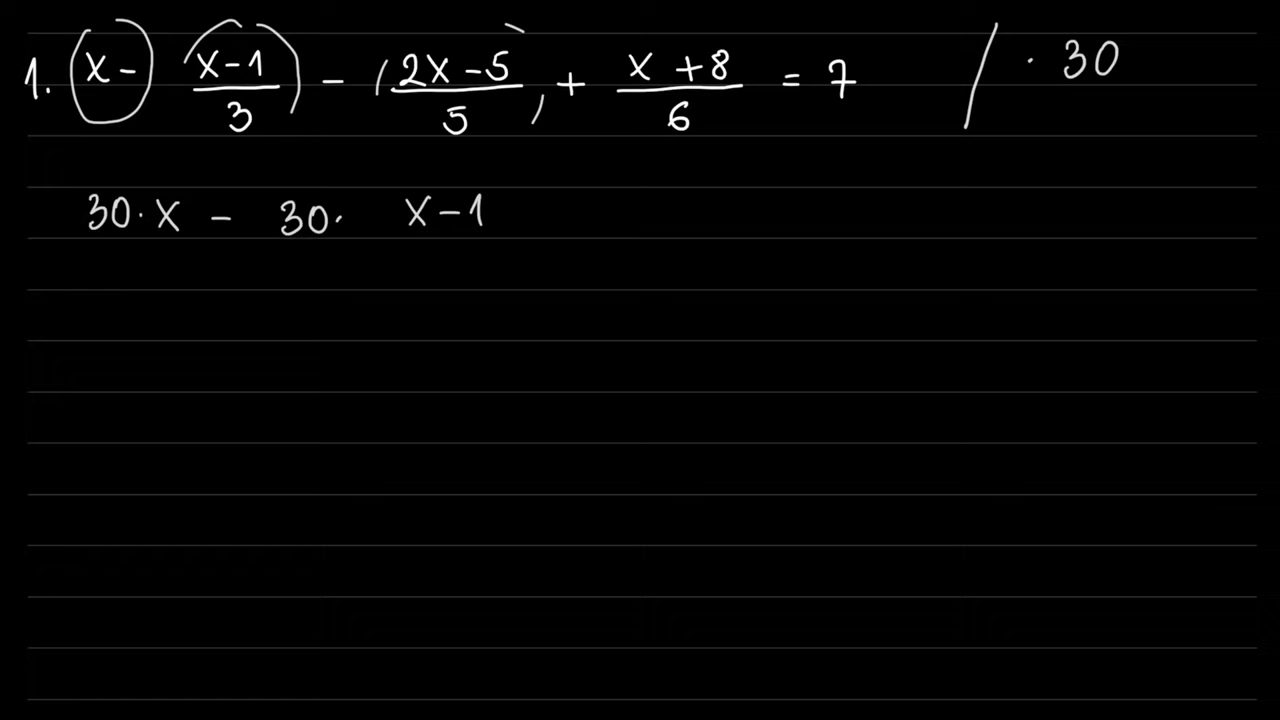 1. (x-) (x-1)/3 - (2x-5)/5 + x+8/6 = 7 / · 30
30·x - 30· x-1